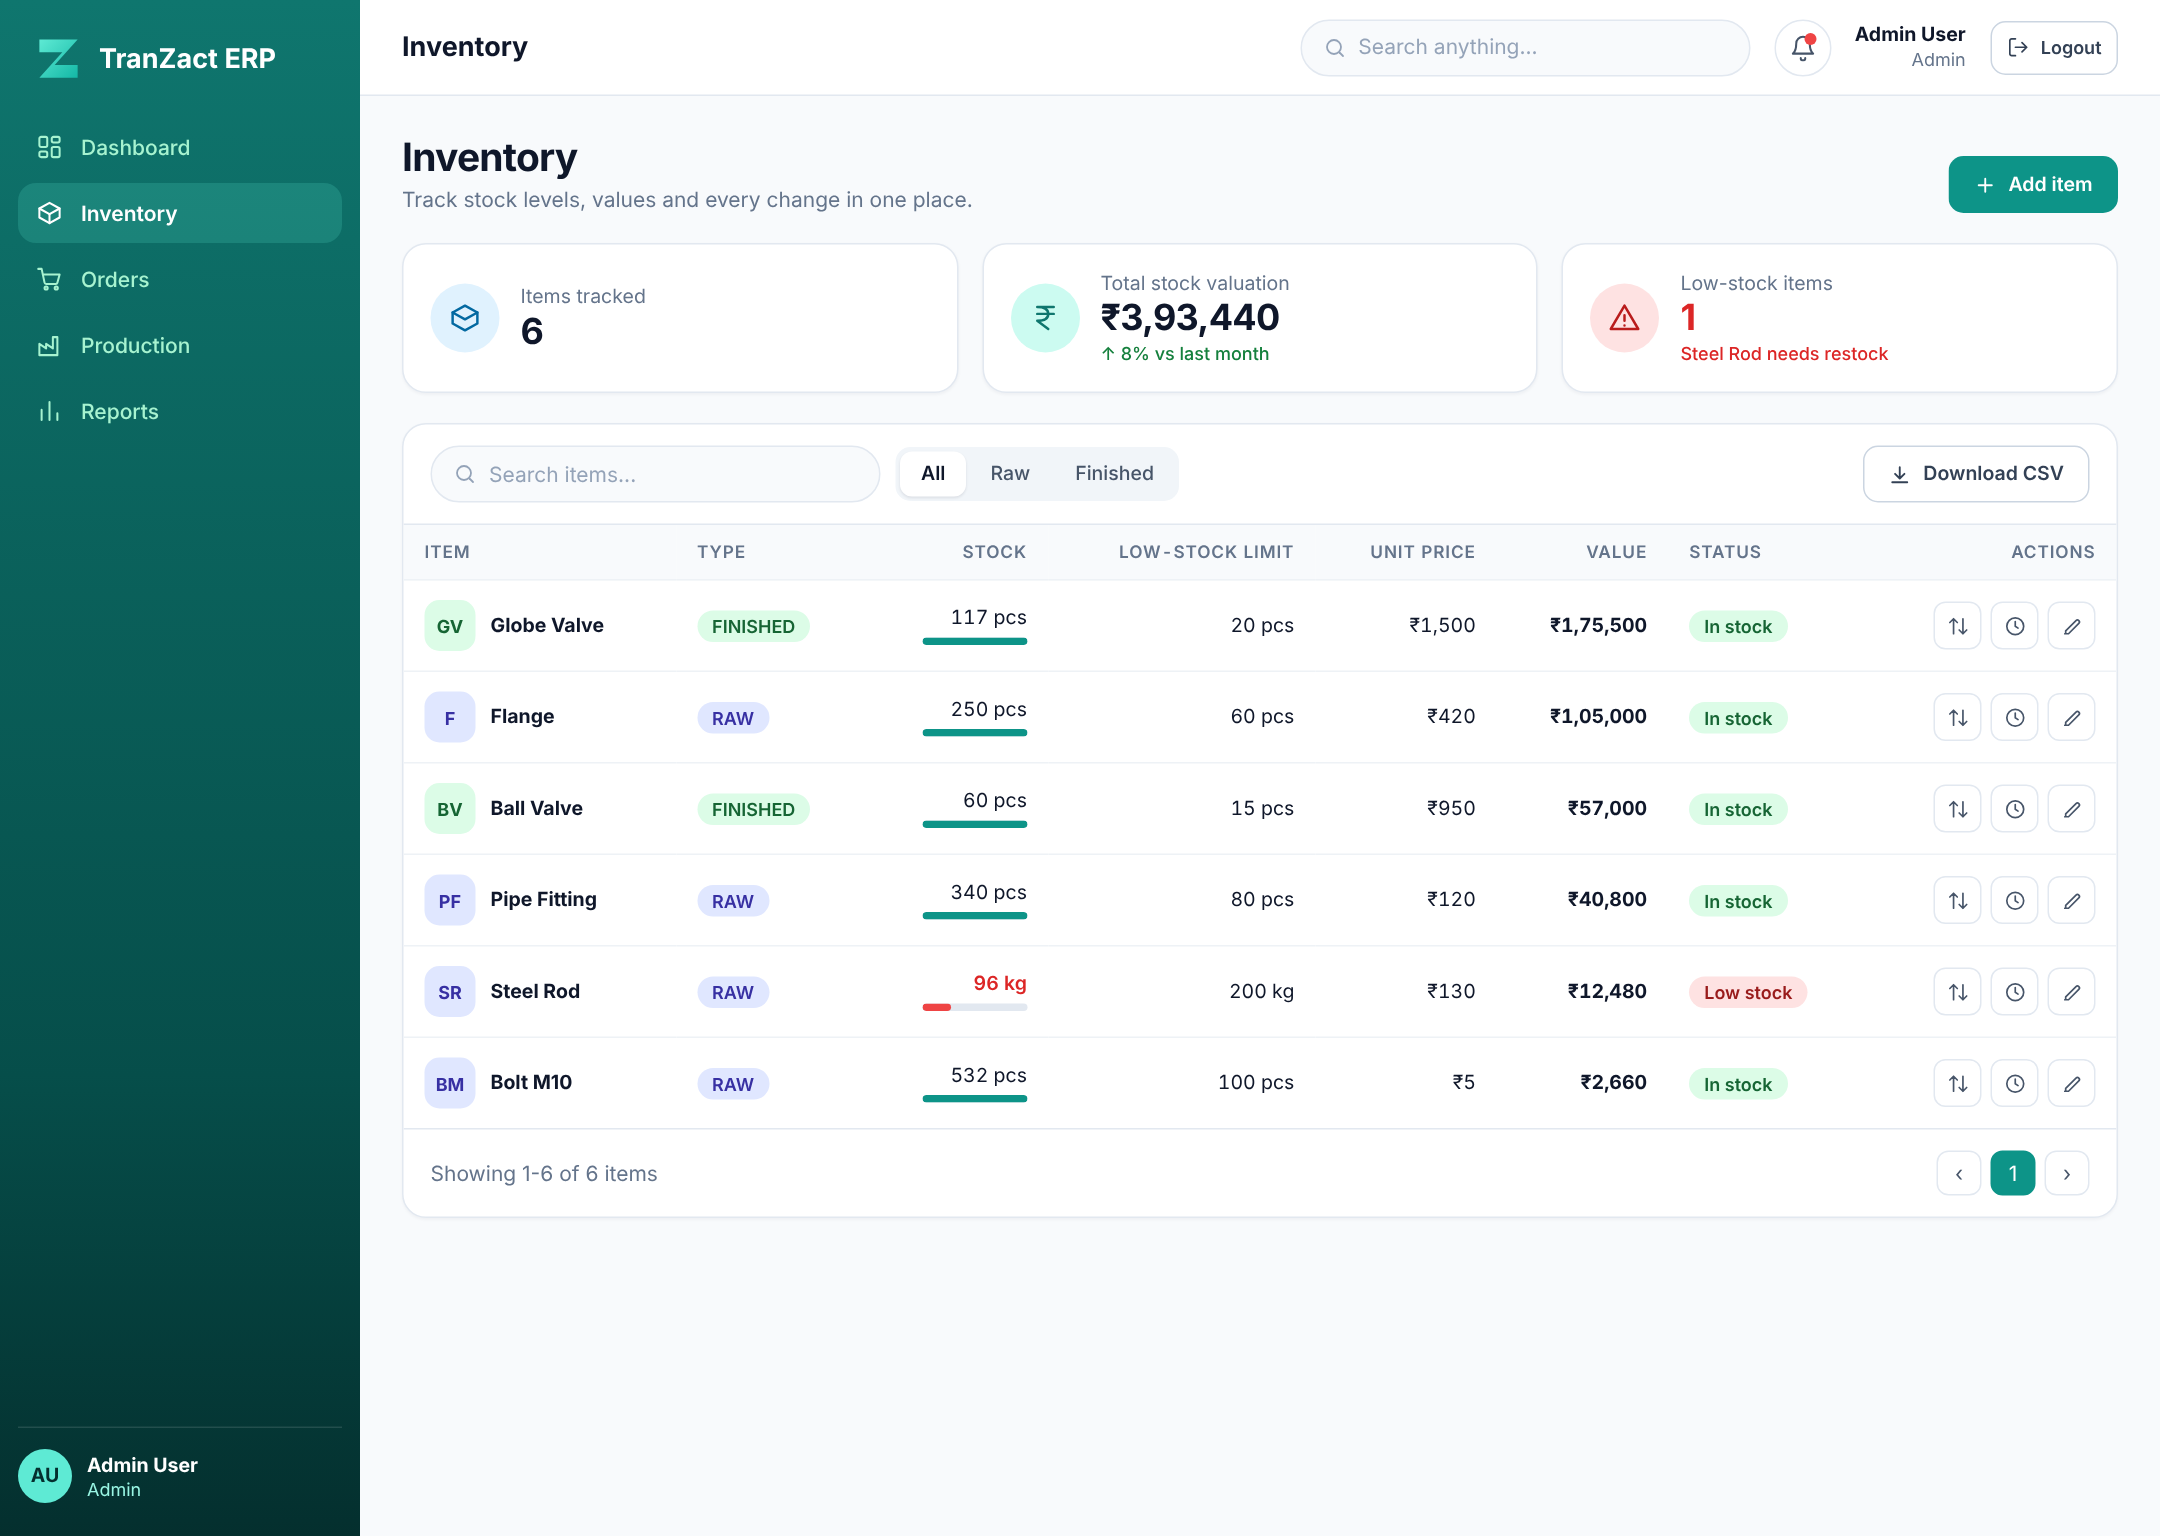 TranZact ERP
Dashboard
Inventory
Orders
Production
Reports
AU
Admin User
Admin
Inventory
Search anything...
Admin User
Admin
Logout
Inventory
Track stock levels, values and every change in one place.
+ Add item
Items tracked
6
₹
Total stock valuation
₹3,93,440
↑ 8% vs last month
Low-stock items
1
Steel Rod needs restock
Search items...
All Raw Finished
Download CSV
ITEM TYPE STOCK LOW-STOCK LIMIT UNIT PRICE VALUE STATUS ACTIONS
GV Globe Valve FINISHED 117 pcs 20 pcs ₹1,500 ₹1,75,500 In stock
F Flange RAW 250 pcs 60 pcs ₹420 ₹1,05,000 In stock
BV Ball Valve FINISHED 60 pcs 15 pcs ₹950 ₹57,000 In stock
PF Pipe Fitting RAW 340 pcs 80 pcs ₹120 ₹40,800 In stock
SR Steel Rod RAW 96 kg 200 kg ₹130 ₹12,480 Low stock
BM Bolt M10 RAW 532 pcs 100 pcs ₹5 ₹2,660 In stock
Showing 1-6 of 6 items
‹ 1 ›